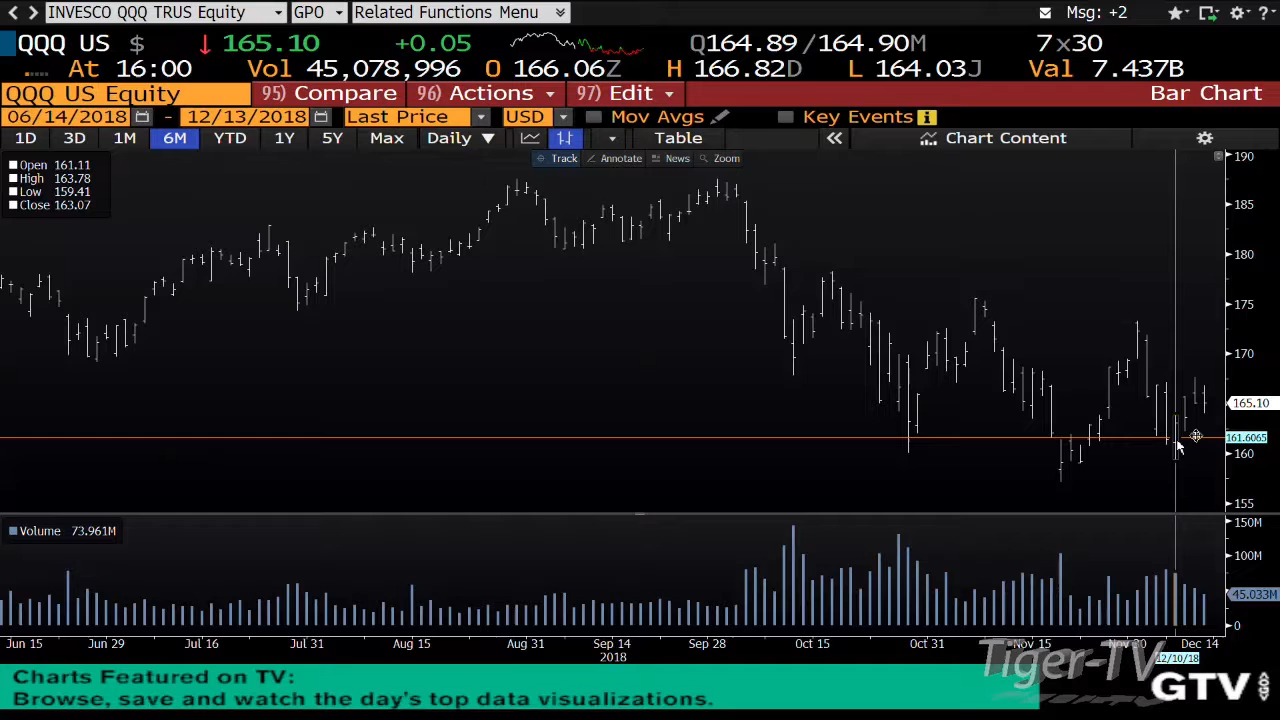 INVESCO QQQ TRUS Equity GPO Related Functions Menu Msg: +2 ?
QQQ US $ ↓ 165.10 +0.05 Q164.89/164.90M 7x30
At 16:00 Vol 45,078,996 O 166.06Z H 166.82D L 164.03J Val 7.437B
QQQ US Equity 95) Compare 96) Actions 97) Edit Bar Chart
06/14/2018 - 12/13/2018 Last Price USD Mov Avgs Key Events i
1D 3D 1M 6M YTD 1Y 5Y Max Daily Table « Chart Content
Track Annotate News Zoom
Open 161.11
High 163.78
Low 159.41
Close 163.07
190
185
180
175
170
165.10
161.6065
160
155
Volume 73.961M
150M
100M
45.033M
0
Jun 15 Jun 29 Jul 16 Jul 31 Aug 15 Aug 31 Sep 14 Sep 28 Oct 15 Oct 31 Nov 15 Nov 30 Dec 14
2018
12/10/18
Tiger-TV
Charts Featured on TV:
Browse, save and watch the day's top data visualizations.
GTV